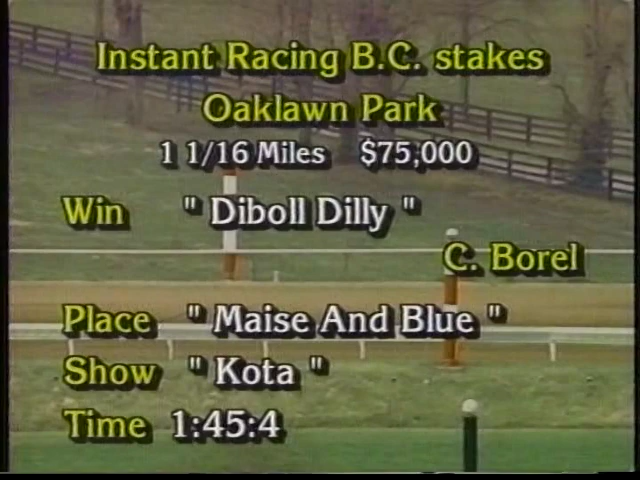 Instant Racing B.C. stakes
Oaklawn Park
1 1/16 Miles $75,000
Win " Diboll Dilly "
C. Borel
Place " Maise And Blue "
Show " Kota "
Time 1:45:4